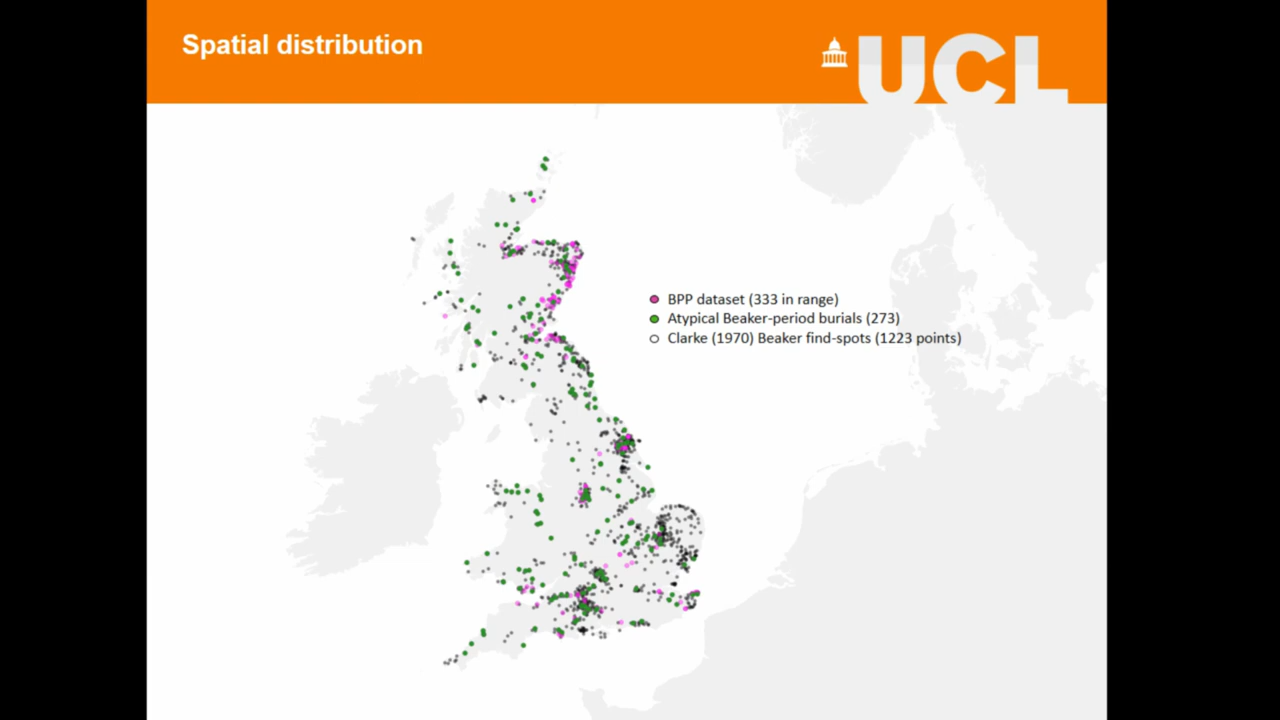 Spatial distribution
UCL
BPP dataset (333 in range)
Atypical Beaker-period burials (273)
Clarke (1970) Beaker find-spots (1223 points)